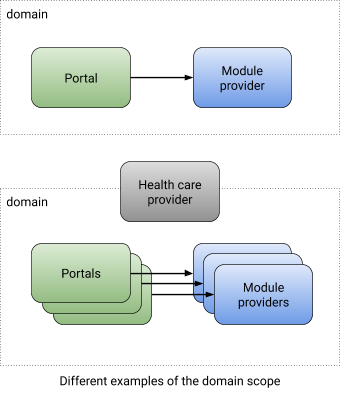 domain
Portal
Module
provider
Health care
provider
domain
Portals
Module
providers
Different examples of the domain scope